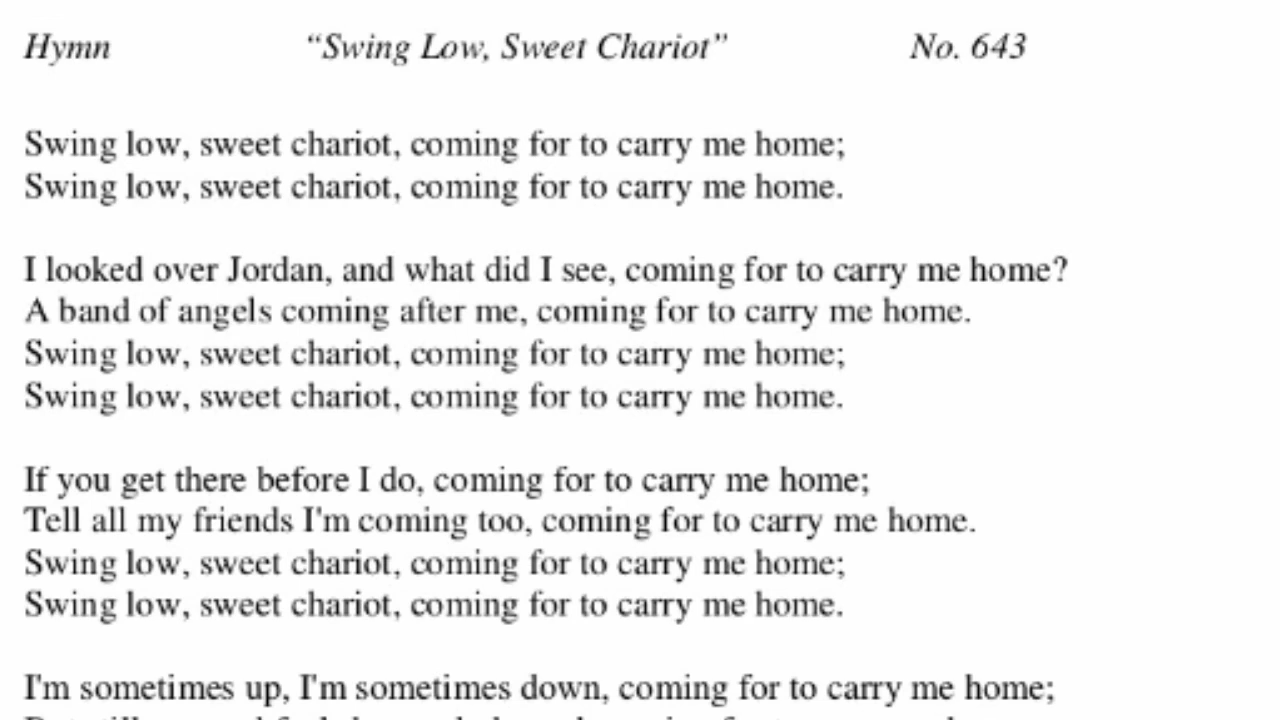 Hymn “Swing Low, Sweet Chariot” No. 643
Swing low, sweet chariot, coming for to carry me home;
Swing low, sweet chariot, coming for to carry me home.
I looked over Jordan, and what did I see, coming for to carry me home?
A band of angels coming after me, coming for to carry me home.
Swing low, sweet chariot, coming for to carry me home;
Swing low, sweet chariot, coming for to carry me home.
If you get there before I do, coming for to carry me home;
Tell all my friends I'm coming too, coming for to carry me home.
Swing low, sweet chariot, coming for to carry me home;
Swing low, sweet chariot, coming for to carry me home.
I'm sometimes up, I'm sometimes down, coming for to carry me home;